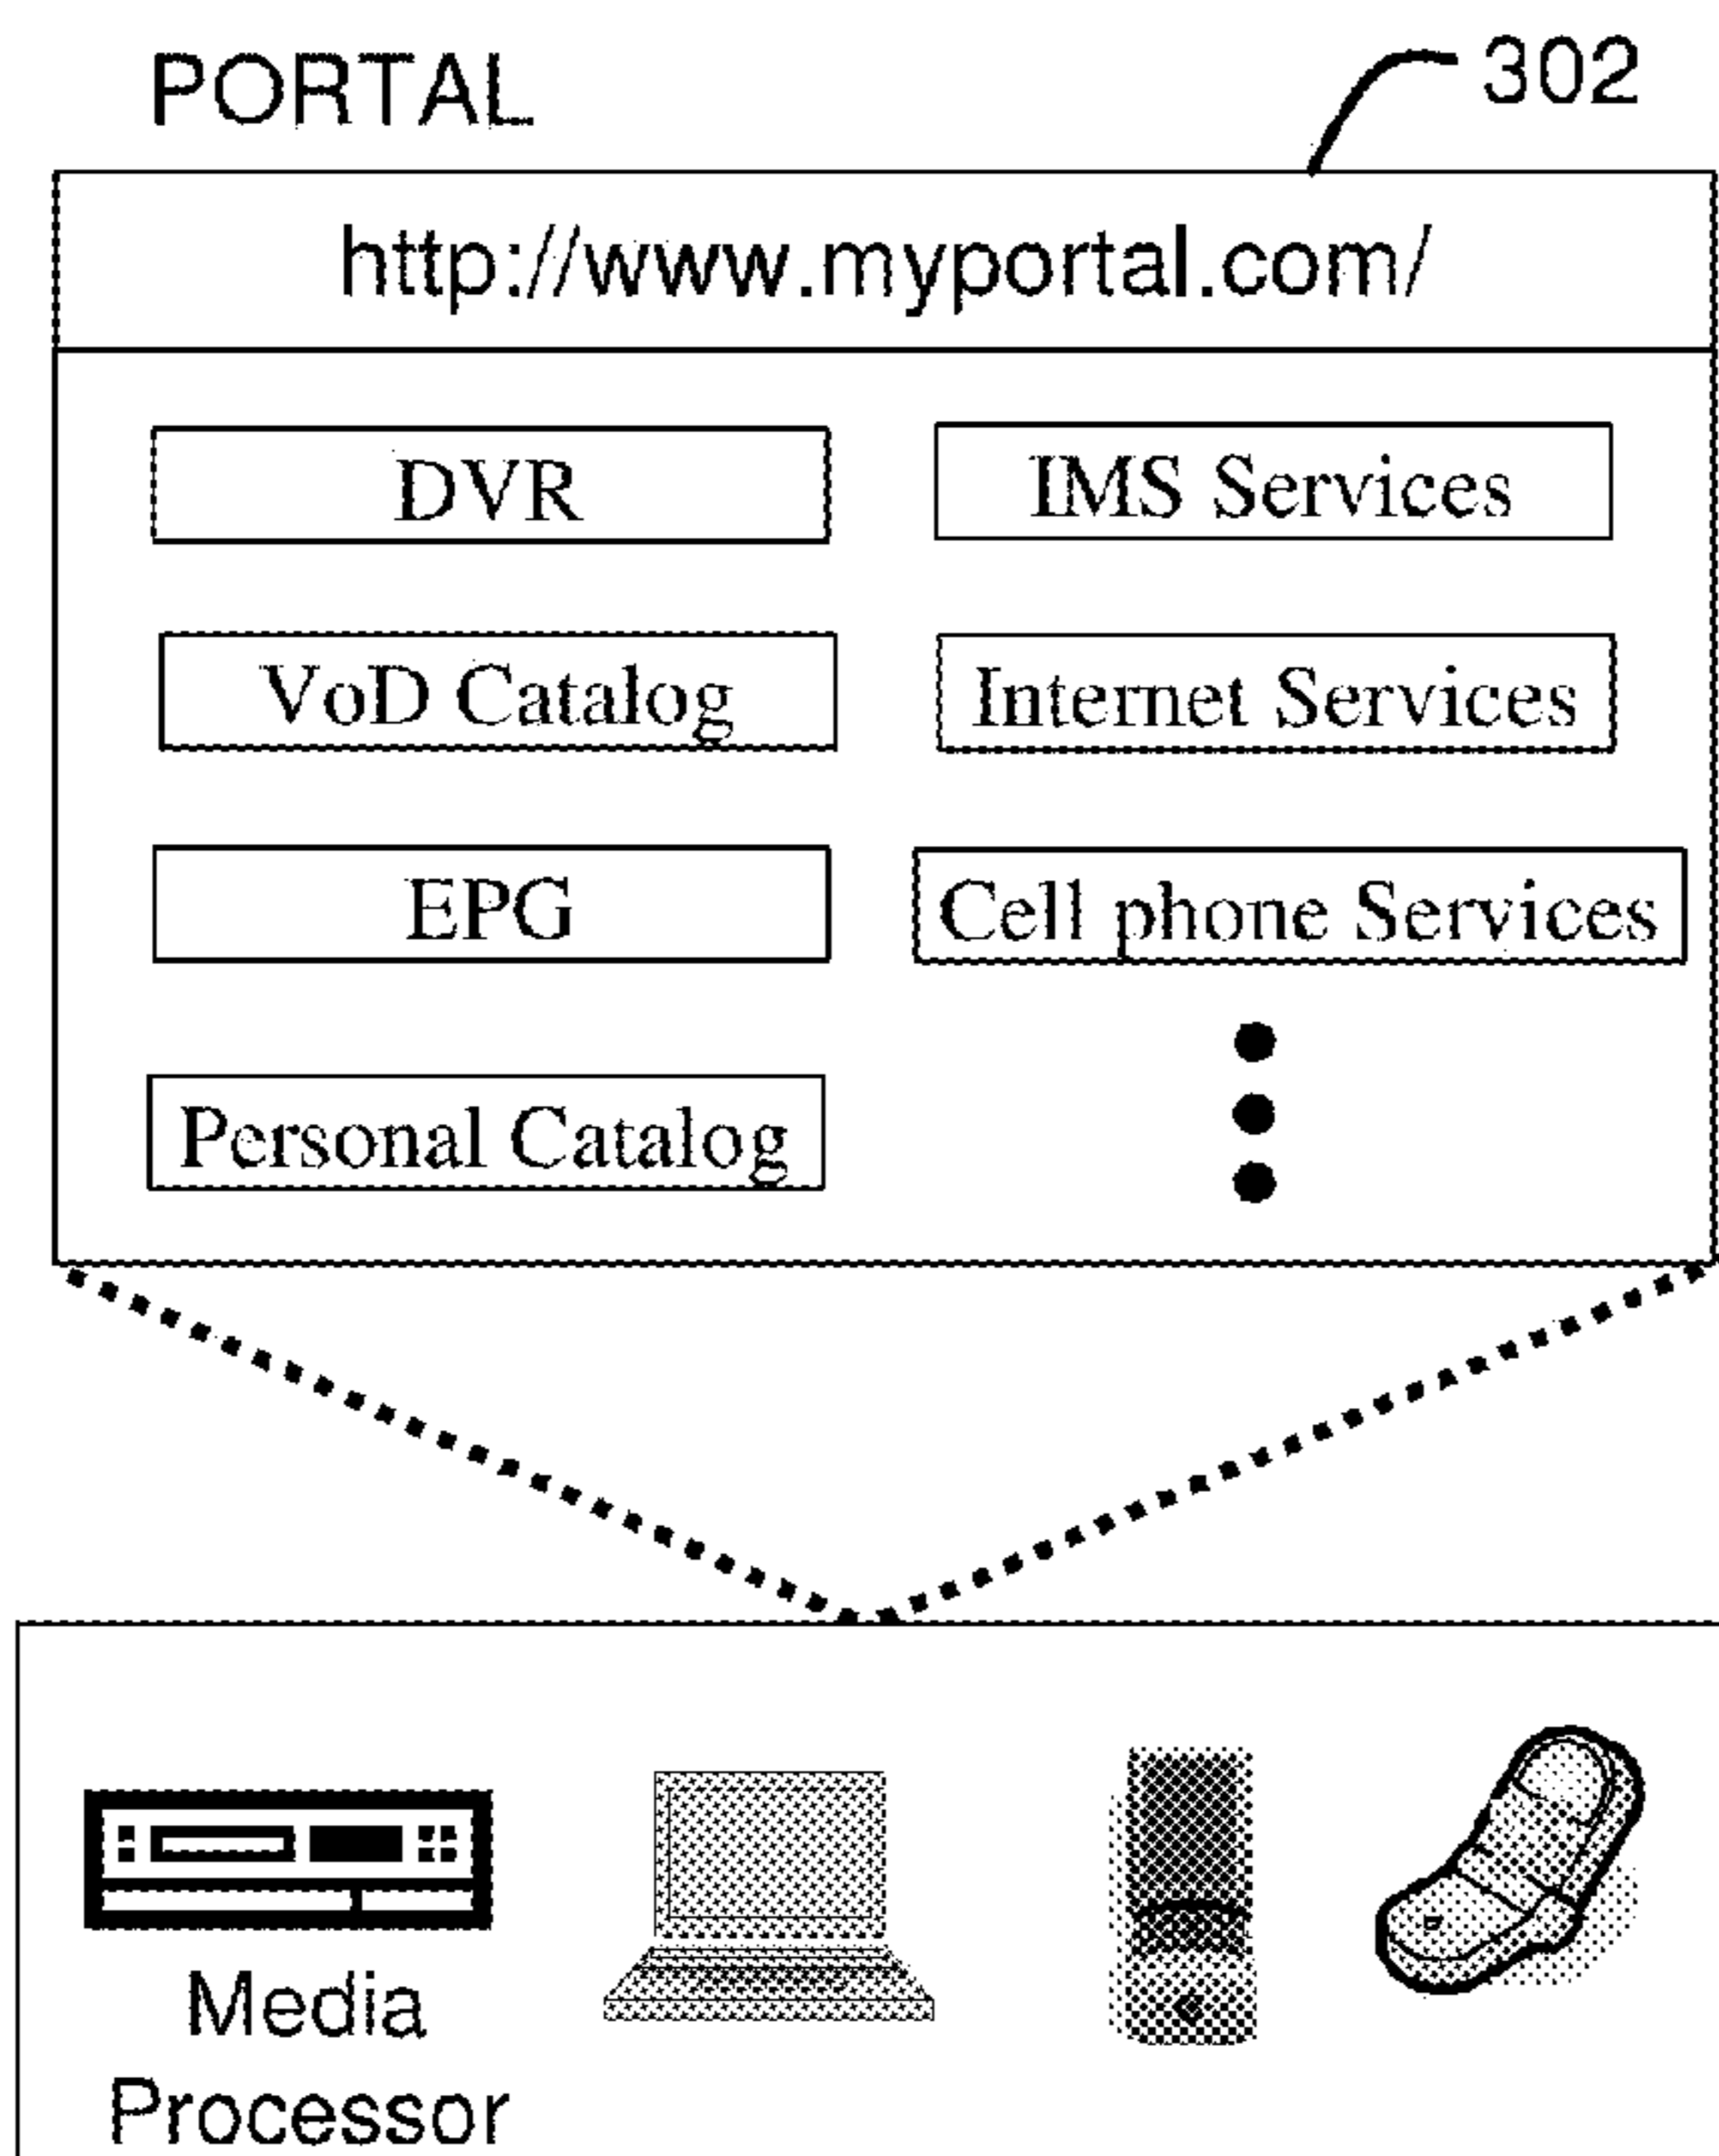 PORTAL
302
http://www.myportal.com/
DVR
IMS Services
VoD Catalog
Internet Services
EPG
Cell phone Services
Personal Catalog
Media
Processor